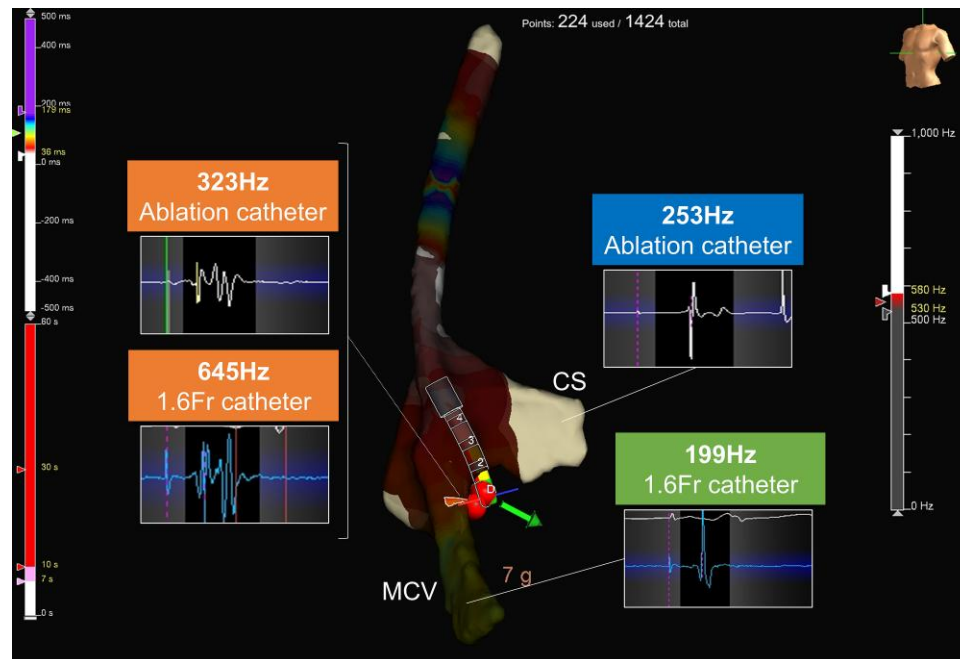 500 ms
400 ms
200 ms
179 ms
36 ms
0 ms
-200 ms
-400 ms
-500 ms
60 s
30 s
10 s
7 s
0 s
Points: 224 used / 1424 total
323Hz
Ablation catheter
645Hz
1.6Fr catheter
253Hz
Ablation catheter
CS
199Hz
1.6Fr catheter
4
3
2
D
MCV
7 g
1,000 Hz
580 Hz
530 Hz
500 Hz
0 Hz